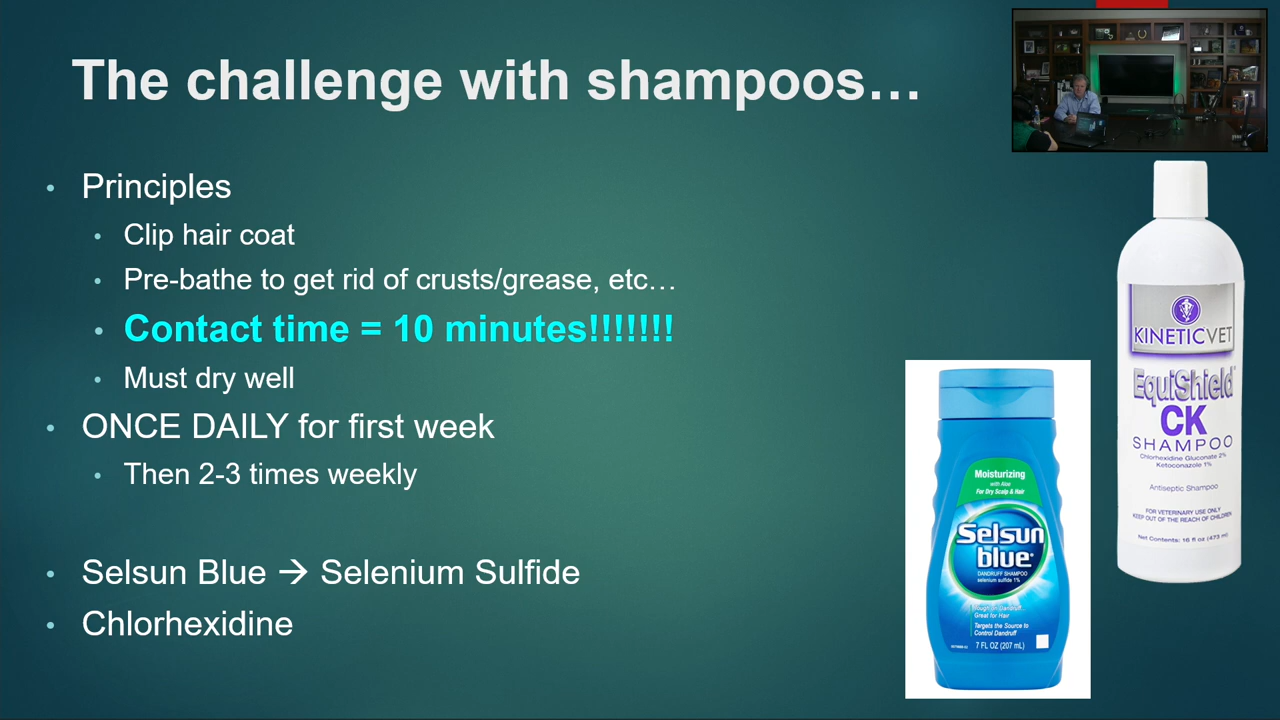 The challenge with shampoos…
Principles
Clip hair coat
Pre-bathe to get rid of crusts/grease, etc…
Contact time = 10 minutes!!!!!!!
Must dry well
ONCE DAILY for first week
Then 2-3 times weekly
Selsun Blue → Selenium Sulfide
Chlorhexidine
Moisturizing
with Aloe
For Dry Scalp & Hair
Selsun
blue
DANDRUFF SHAMPOO
selenium sulfide 1%
Tough on Dandruff
Great for Hair
Targets the Source to
Control Dandruff
7 FL OZ (207 mL)
KINETICVET
EquiShield
CK
SHAMPOO
Chlorhexidine Gluconate 2%
Ketoconazole 1%
Antiseptic Shampoo
FOR VETERINARY USE ONLY
KEEP OUT OF THE REACH OF CHILDREN
Net Contents: 16 fl oz (473 ml)